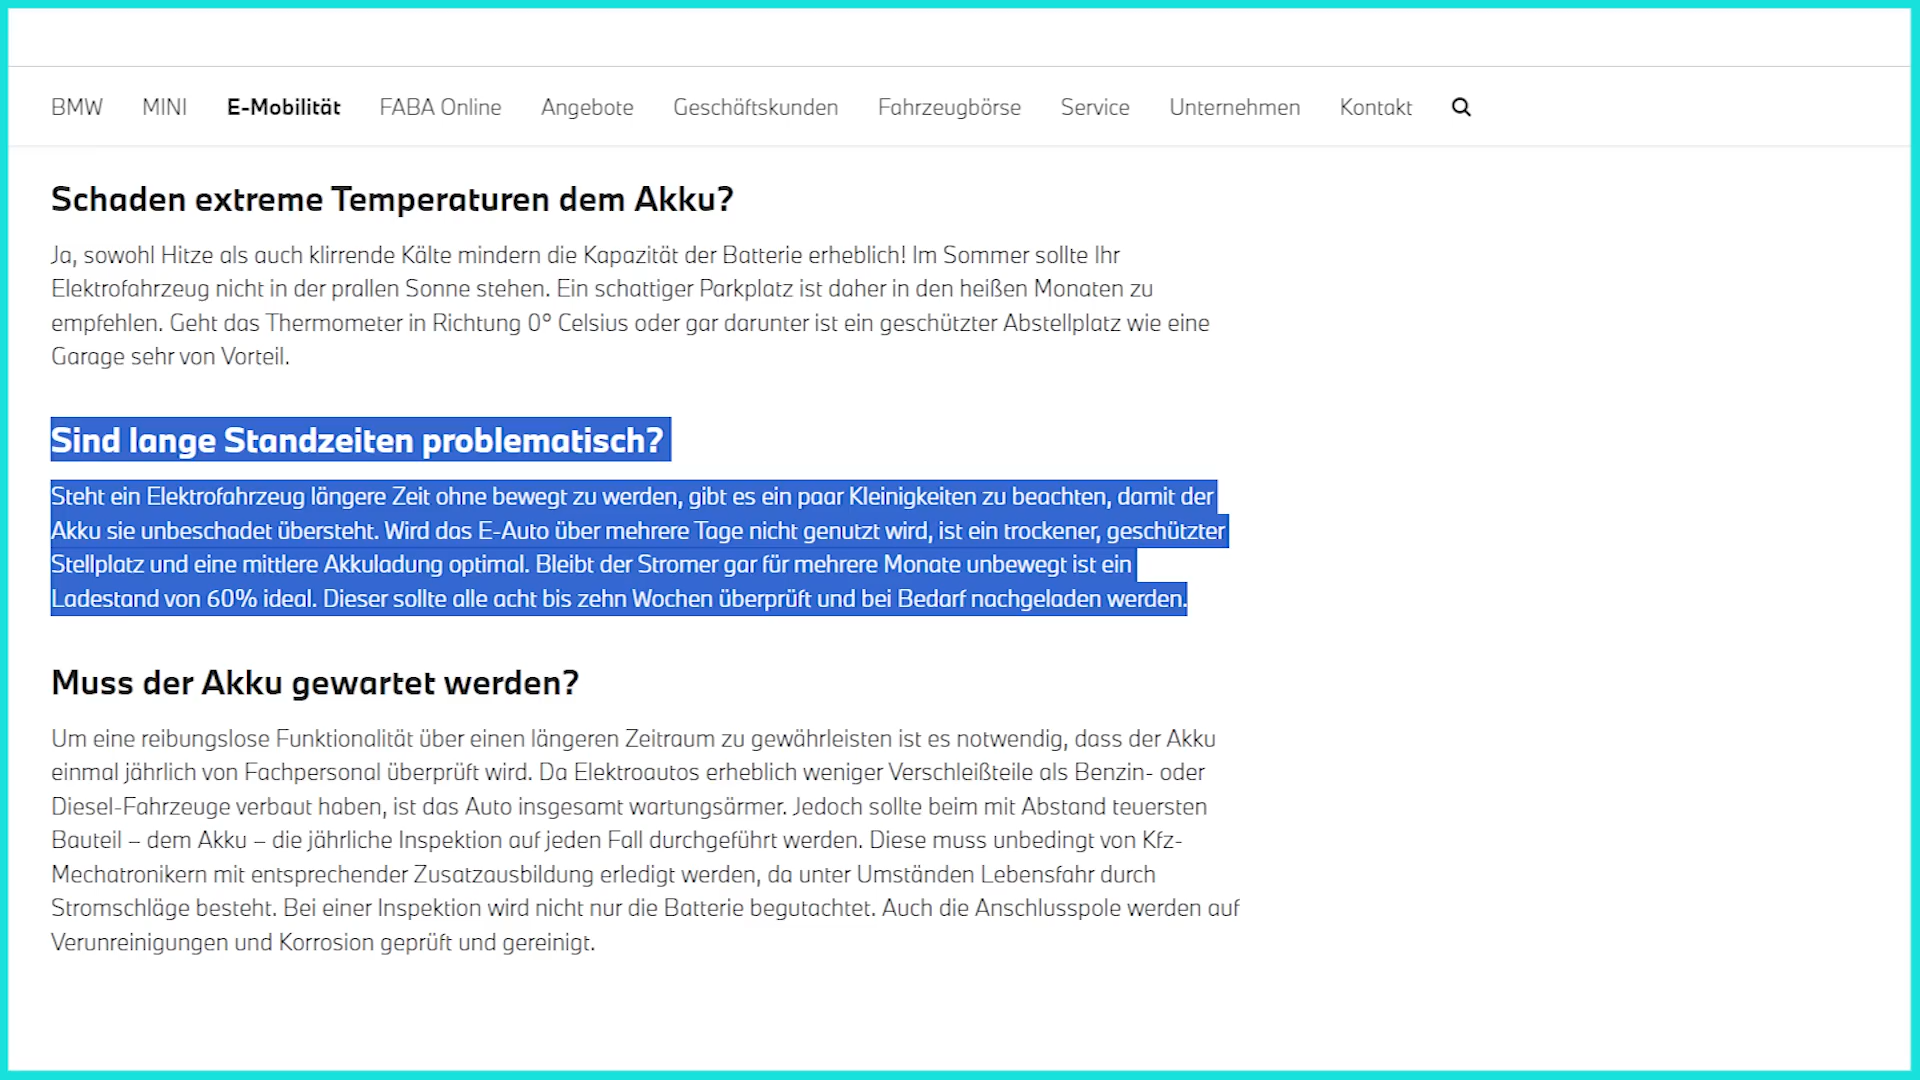 BMW MINI E-Mobilität FABA Online Angebote Geschäftskunden Fahrzeugbörse Service Unternehmen Kontakt
Schaden extreme Temperaturen dem Akku?
Ja, sowohl Hitze als auch klirrende Kälte mindern die Kapazität der Batterie erheblich! Im Sommer sollte Ihr
Elektrofahrzeug nicht in der prallen Sonne stehen. Ein schattiger Parkplatz ist daher in den heißen Monaten zu
empfehlen. Geht das Thermometer in Richtung 0° Celsius oder gar darunter ist ein geschützter Abstellplatz wie eine
Garage sehr von Vorteil.
Sind lange Standzeiten problematisch?
Steht ein Elektrofahrzeug längere Zeit ohne bewegt zu werden, gibt es ein paar Kleinigkeiten zu beachten, damit der
Akku sie unbeschadet übersteht. Wird das E-Auto über mehrere Tage nicht genutzt wird, ist ein trockener, geschützter
Stellplatz und eine mittlere Akkuladung optimal. Bleibt der Stromer gar für mehrere Monate unbewegt ist ein
Ladestand von 60% ideal. Dieser sollte alle acht bis zehn Wochen überprüft und bei Bedarf nachgeladen werden.
Muss der Akku gewartet werden?
Um eine reibungslose Funktionalität über einen längeren Zeitraum zu gewährleisten ist es notwendig, dass der Akku
einmal jährlich von Fachpersonal überprüft wird. Da Elektroautos erheblich weniger Verschleißteile als Benzin- oder
Diesel-Fahrzeuge verbaut haben, ist das Auto insgesamt wartungsärmer. Jedoch sollte beim mit Abstand teuersten
Bauteil – dem Akku – die jährliche Inspektion auf jeden Fall durchgeführt werden. Diese muss unbedingt von Kfz-
Mechatronikern mit entsprechender Zusatzausbildung erledigt werden, da unter Umständen Lebensfahr durch
Stromschläge besteht. Bei einer Inspektion wird nicht nur die Batterie begutachtet. Auch die Anschlusspole werden auf
Verunreinigungen und Korrosion geprüft und gereinigt.